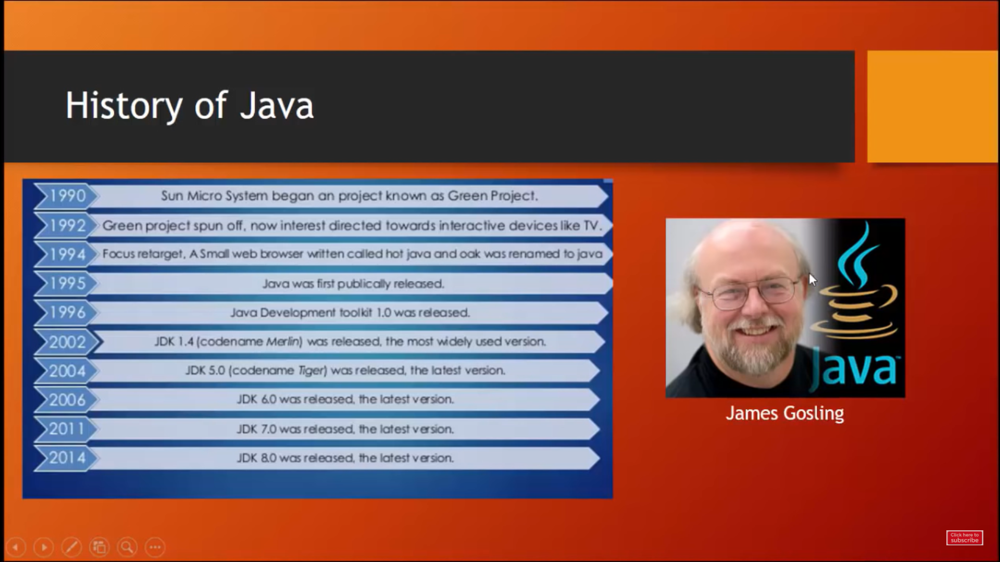 History of Java
1990 Sun Micro System began an project known as Green Project.
1992 Green project spun off, now interest directed towards interactive devices like TV.
1994 Focus retarget, A Small web browser written called hot java and oak was renamed to java
1995 Java was first publically released.
1996 Java Development toolkit 1.0 was released.
2002 JDK 1.4 (codename Merlin) was released, the most widely used version.
2004 JDK 5.0 (codename Tiger) was released, the latest version.
2006 JDK 6.0 was released, the latest version.
2011 JDK 7.0 was released, the latest version.
2014 JDK 8.0 was released, the latest version.
Java™
James Gosling
Click here to
subscribe